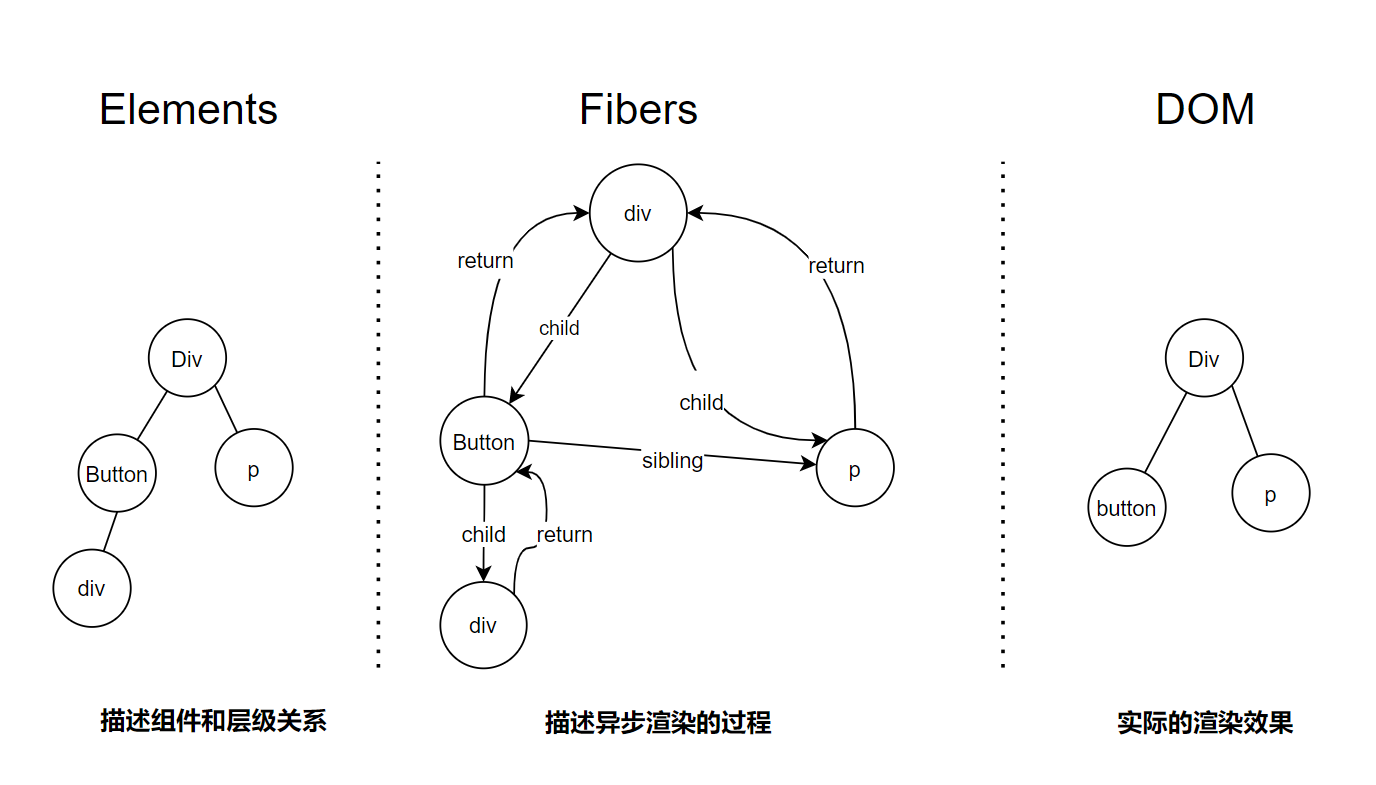 Elements
Fibers
DOM
Div
Button
p
div
div
return
return
child
child
Button
sibling
p
child
return
div
Div
button
p
描述组件和层级关系
描述异步渲染的过程
实际的渲染效果